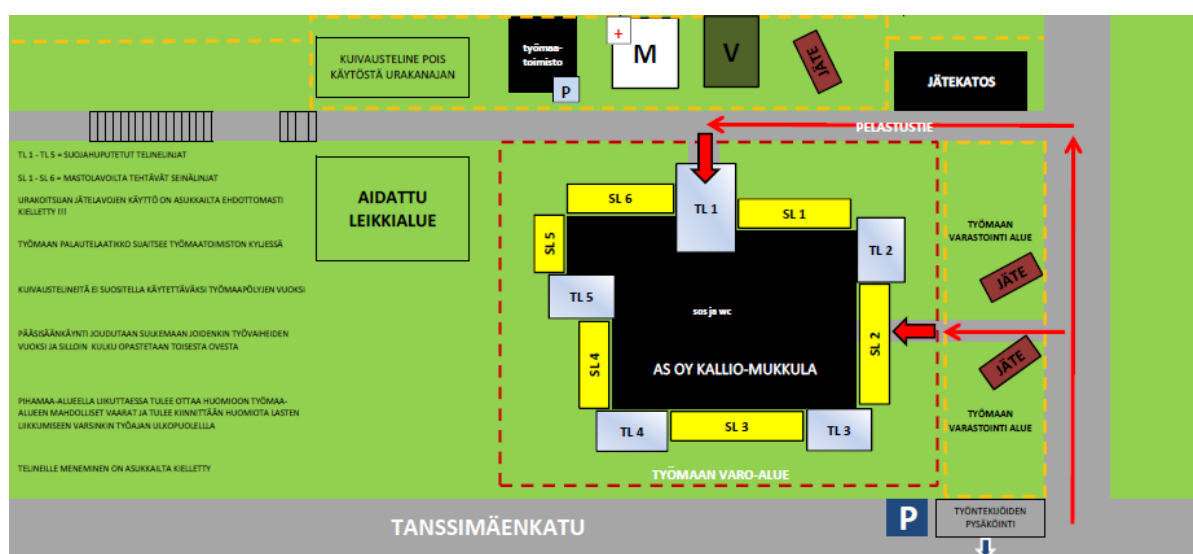 KUIVAUSTELINE POIS
KÄYTÖSTÄ URAKANAJAN
työmaa-
toimisto
P
+
M
V
JÄTE
JÄTEKATOS
PELASTUSTIE
TL 1 - TL 5 = SUOJAHUPUTETUT TELINELINJAT
SL 1 - SL 6 = MASTOLAVOILTA TEHTÄVÄT SEINÄLINJAT
URAKOITSIJAN JÄTELAVOJEN KÄYTTÖ ON ASUKKAILTA EHDOTTOMASTI
KIELLETTY !!!
TYÖMAAN PALAUTELAATIKKO SIJAITSEE TYÖMAATOIMISTON KYLJESSÄ
KUIVAUSTELINEITÄ EI SUOSITELLA KÄYTETTÄVÄKSI TYÖMAAPÖLYJEN VUOKSI
PÄÄSISÄÄNKÄYNTI JOUDUTAAN SULKEMAAN JOIDENKIN TYÖVAIHEIDEN
VUOKSI JA SILLOIN KULKU OPASTETAAN TOISESTA OVESTA
PIHAMAA-ALUEELLA LIIKUTTAESSA TULEE OTTAA HUOMIOON TYÖMAA-
ALUEEN MAHDOLLISET VAARAT JA TULEE KIINNITTÄÄN HUOMIOTA LASTEN
LIIKKUMISEEN VARSINKIN TYÖAJAN ULKOPUOLELLLA
TELINEILLE MENEMINEN ON ASUKKAILTA KIELLETTY
AIDATTU
LEIKKIALUE
SL 6
TL 1
SL 1
SL 5
TL 2
TL 5
sos ja wc
SL 4
SL 2
AS OY KALLIO-MUKKULA
TL 4
SL 3
TL 3
TYÖMAAN VARO-ALUE
TYÖMAAN
VARASTOINTI ALUE
JÄTE
JÄTE
TYÖMAAN
VARASTOINTI ALUE
TANSSIMÄENKATU
P
TYÖNTEKIJÖIDEN
PYSÄKÖINTI